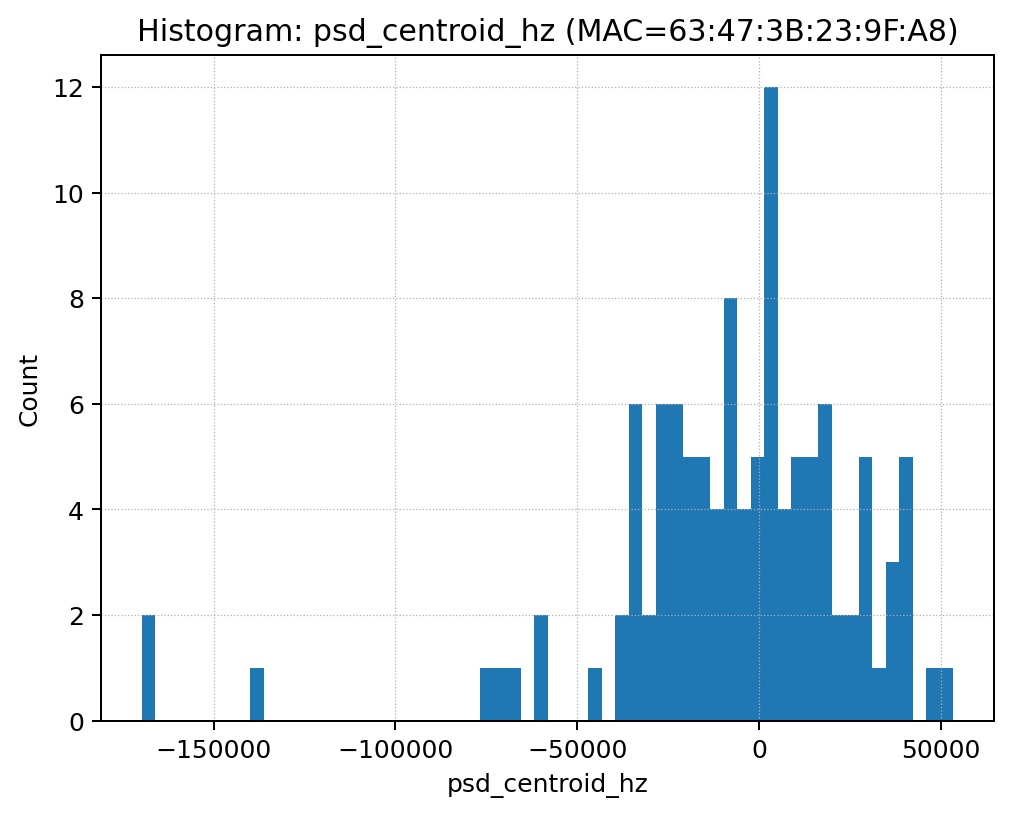 Histogram: psd_centroid_hz (MAC=63:47:3B:23:9F:A8)
12
10
8
6
4
2
0
Count
−150000 −100000 −50000 0 50000
psd_centroid_hz